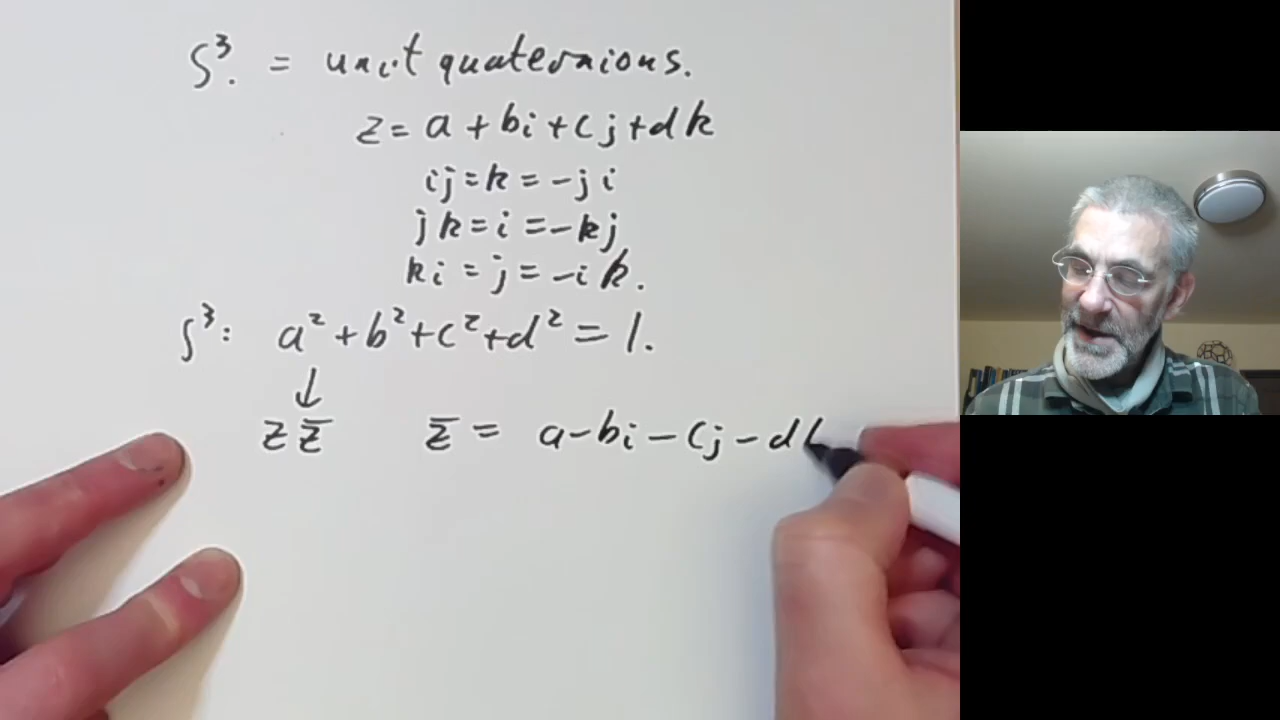 S³. = unit quaternions.
z = a + bi + cj + dk
ij = k = -ji
jk = i = -kj
ki = j = -ik.
S³: a² + b² + c² + d² = 1.
↓
z z̄ z̄ = a - bi - cj - d